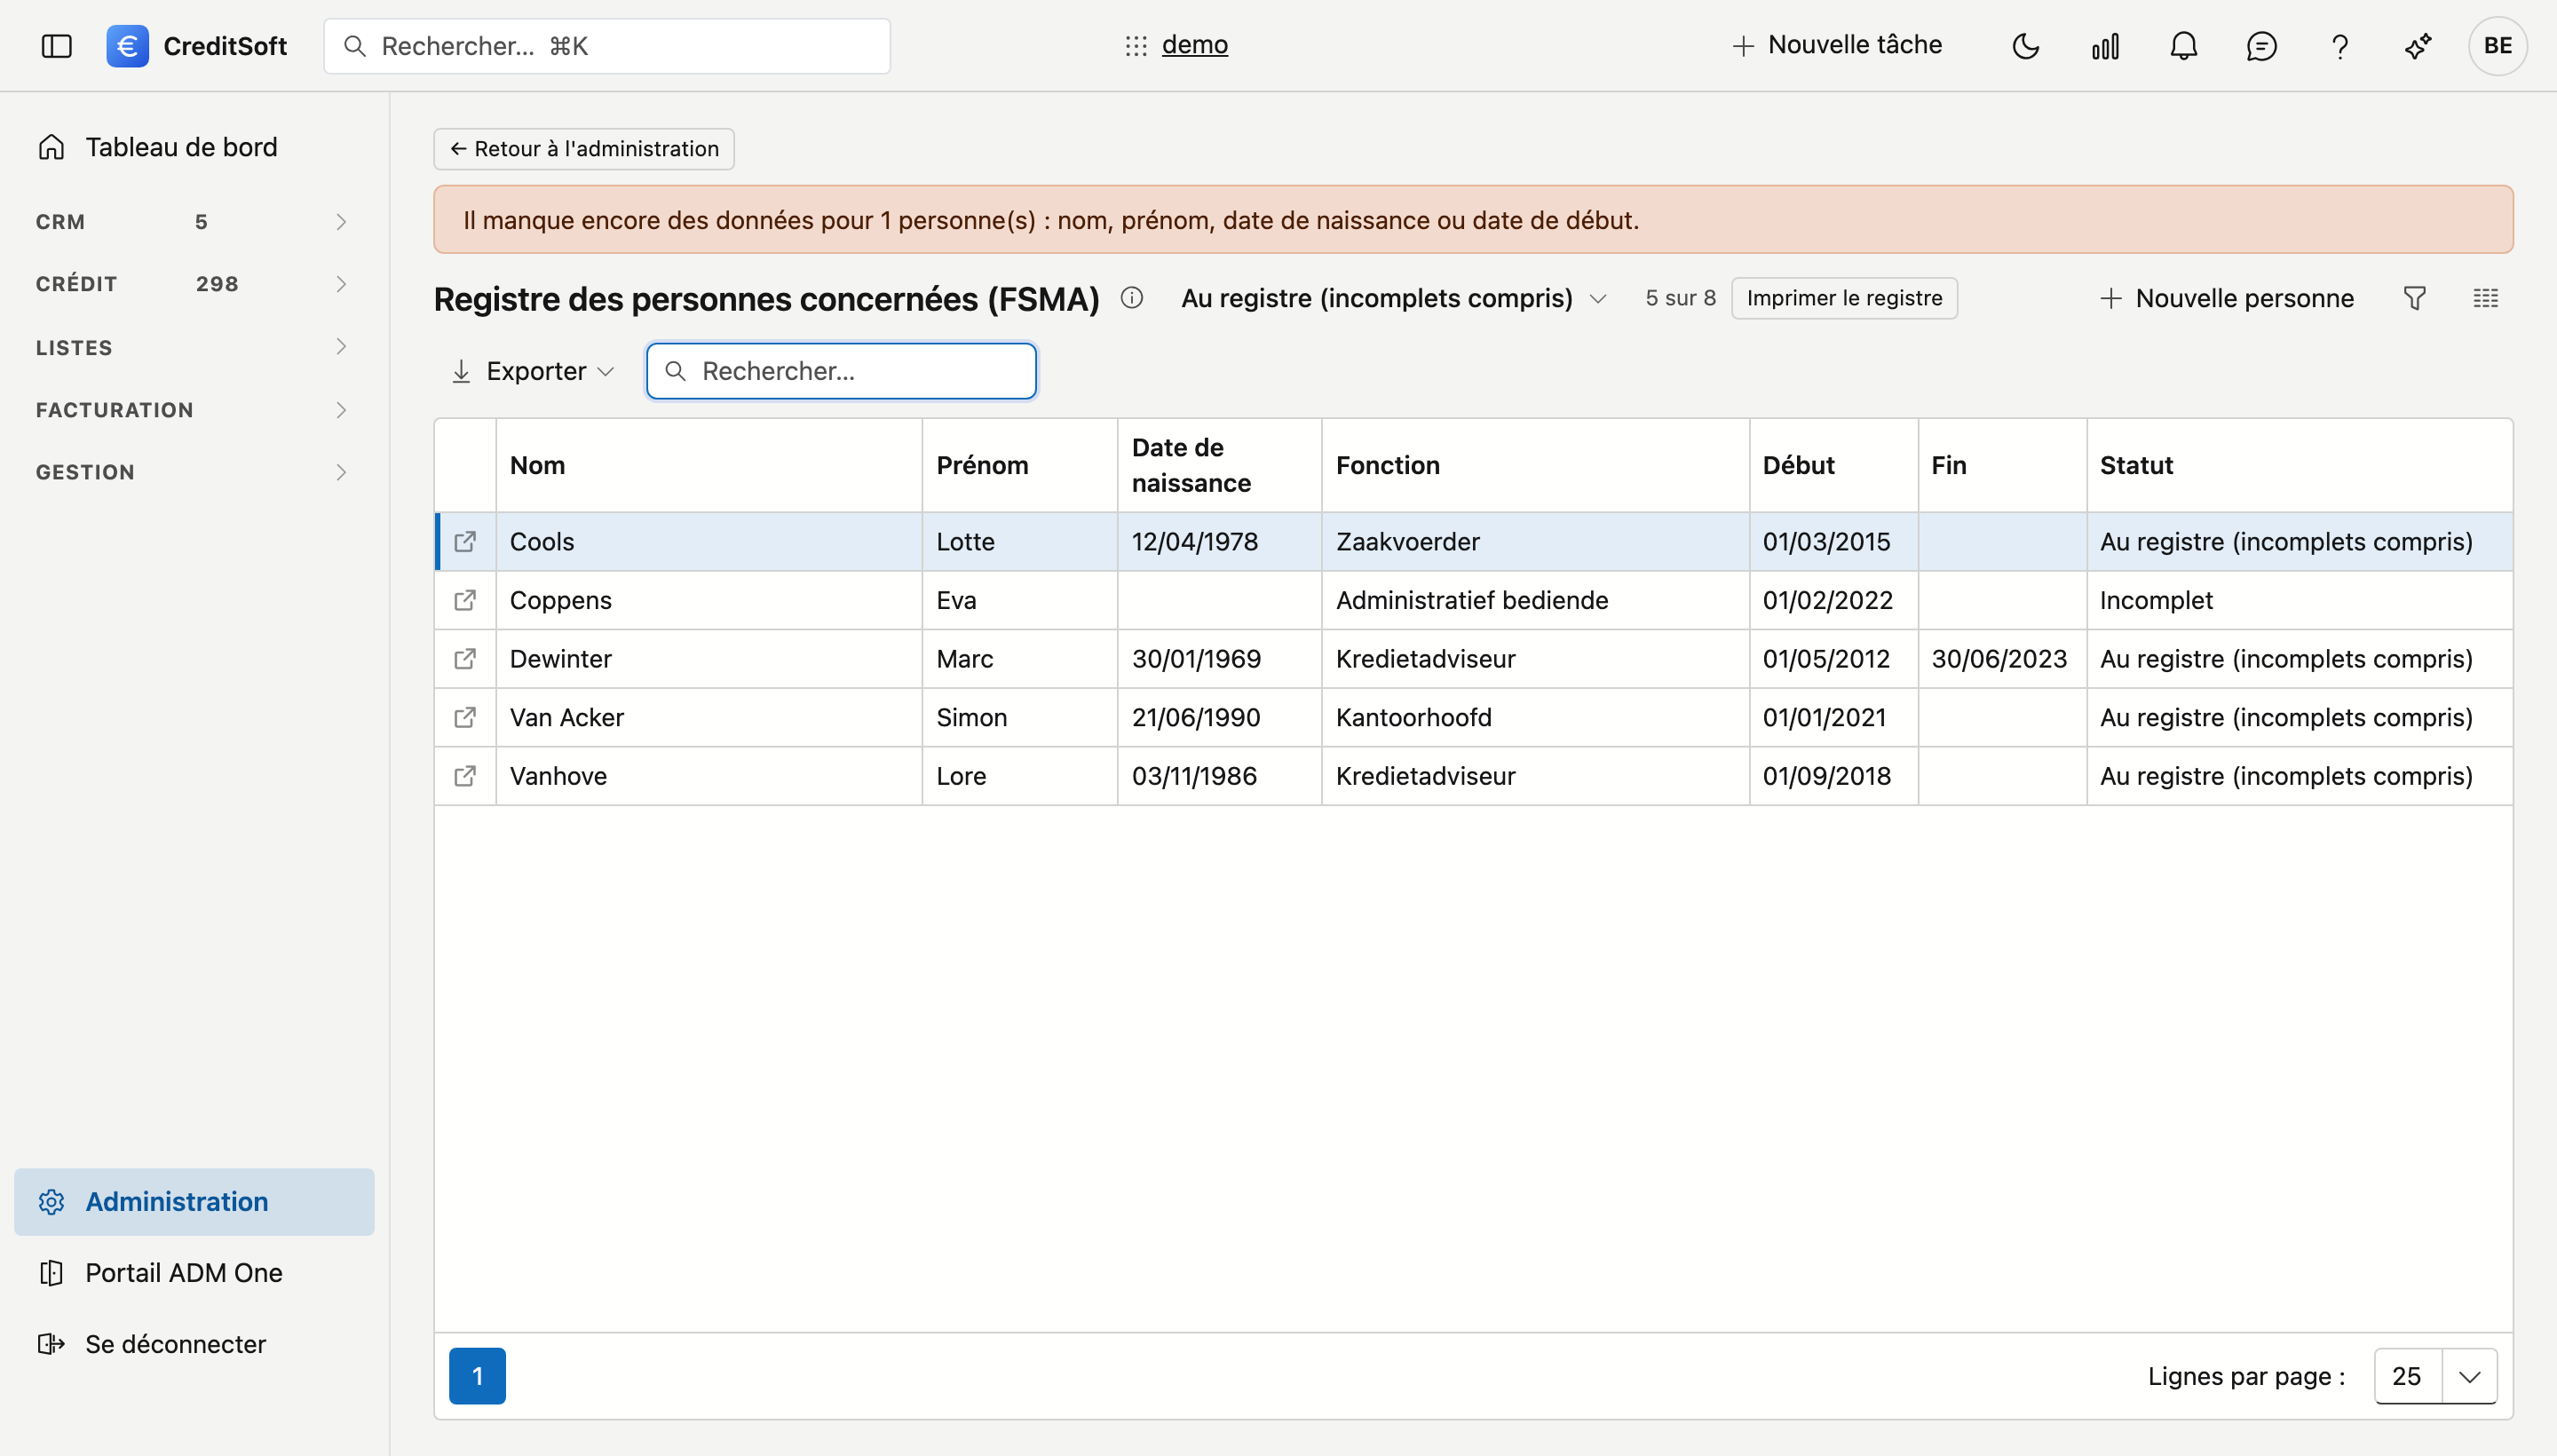 CreditSoft
Rechercher... ⌘K
demo
Nouvelle tâche
BE
Tableau de bord
CRM 5
CRÉDIT 298
LISTES
FACTURATION
GESTION
Administration
Portail ADM One
Se déconnecter
← Retour à l'administration
Il manque encore des données pour 1 personne(s) : nom, prénom, date de naissance ou date de début.
Registre des personnes concernées (FSMA)
Au registre (incomplets compris)
5 sur 8
Imprimer le registre
Nouvelle personne
Exporter
Rechercher...
Nom Prénom Date de naissance Fonction Début Fin Statut
Cools Lotte 12/04/1978 Zaakvoerder 01/03/2015 Au registre (incomplets compris)
Coppens Eva Administratief bediende 01/02/2022 Incomplet
Dewinter Marc 30/01/1969 Kredietadviseur 01/05/2012 30/06/2023 Au registre (incomplets compris)
Van Acker Simon 21/06/1990 Kantoorhoofd 01/01/2021 Au registre (incomplets compris)
Vanhove Lore 03/11/1986 Kredietadviseur 01/09/2018 Au registre (incomplets compris)
1
Lignes par page : 25